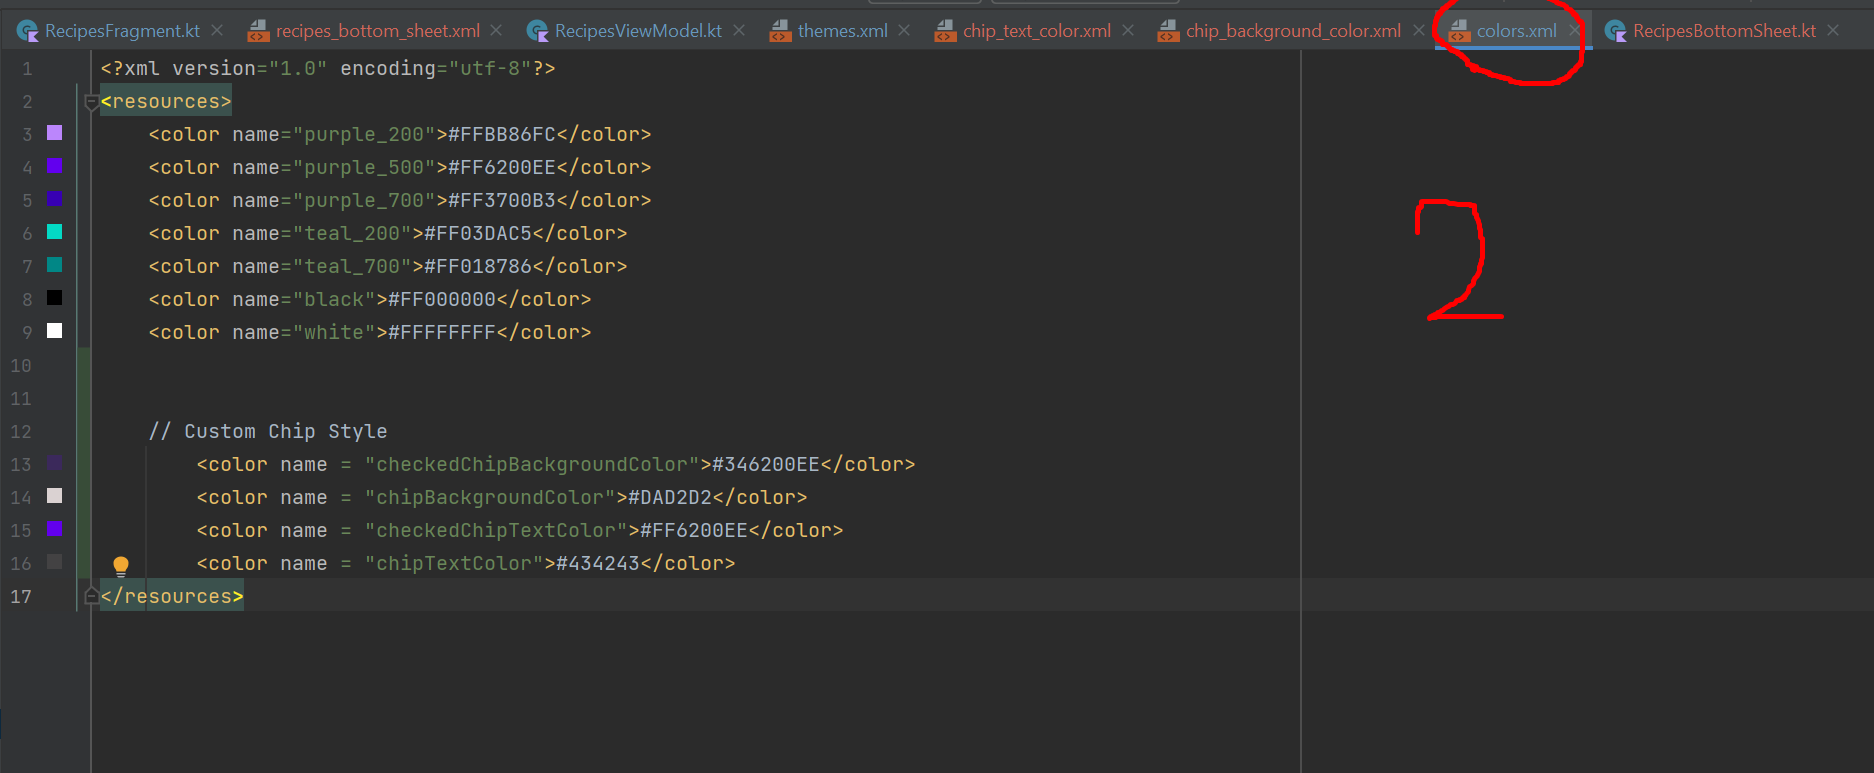 RecipesFragment.kt recipes_bottom_sheet.xml RecipesViewModel.kt themes.xml chip_text_color.xml chip_background_color.xml colors.xml RecipesBottomSheet.kt
1 <?xml version="1.0" encoding="utf-8"?>
2 <resources>
3 <color name="purple_200">#FFBB86FC</color>
4 <color name="purple_500">#FF6200EE</color>
5 <color name="purple_700">#FF3700B3</color>
6 <color name="teal_200">#FF03DAC5</color>
7 <color name="teal_700">#FF018786</color>
8 <color name="black">#FF000000</color>
9 <color name="white">#FFFFFFFF</color>
10
11
12 // Custom Chip Style
13 <color name = "checkedChipBackgroundColor">#346200EE</color>
14 <color name = "chipBackgroundColor">#DAD2D2</color>
15 <color name = "checkedChipTextColor">#FF6200EE</color>
16 <color name = "chipTextColor">#434243</color>
17 </resources>
2